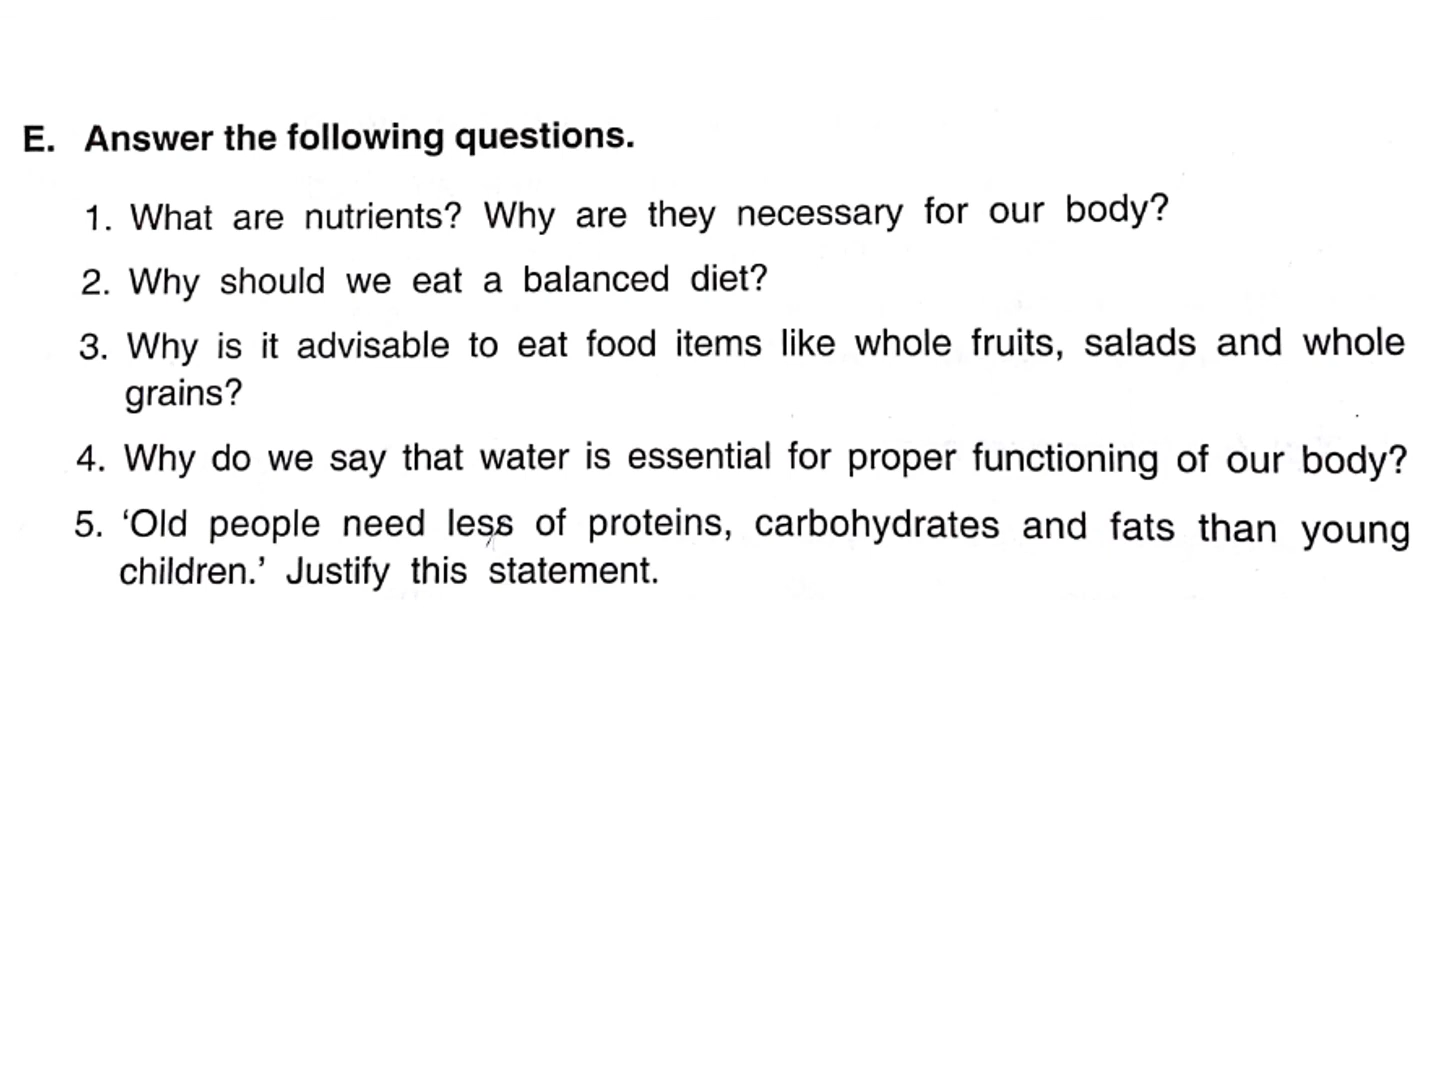 E. Answer the following questions.
1. What are nutrients? Why are they necessary for our body?
2. Why should we eat a balanced diet?
3. Why is it advisable to eat food items like whole fruits, salads and whole
grains?
4. Why do we say that water is essential for proper functioning of our body?
5. ‘Old people need less of proteins, carbohydrates and fats than young
children.’ Justify this statement.